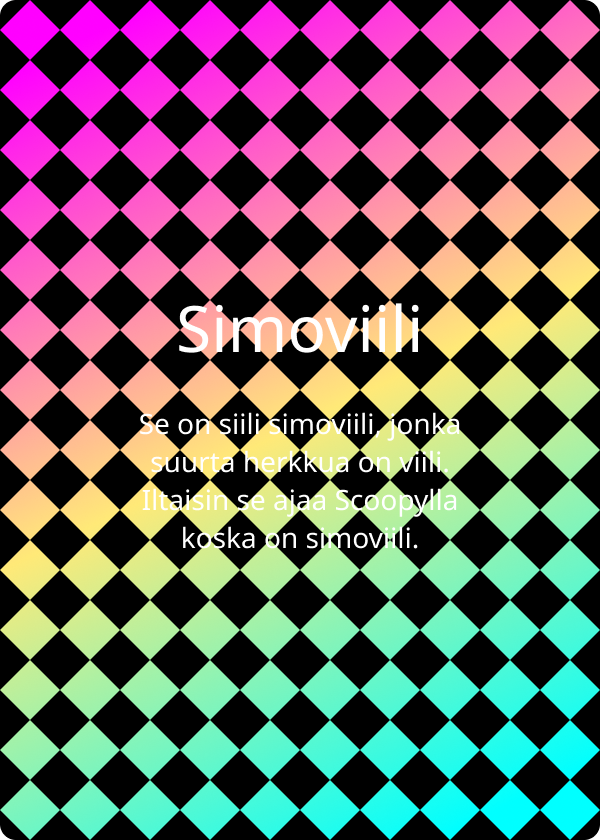 Simoviili
Se on siili simoviili, jonka
suurta herkkua on viili.
Iltaisin se ajaa Scoopylla
koska on simoviili.